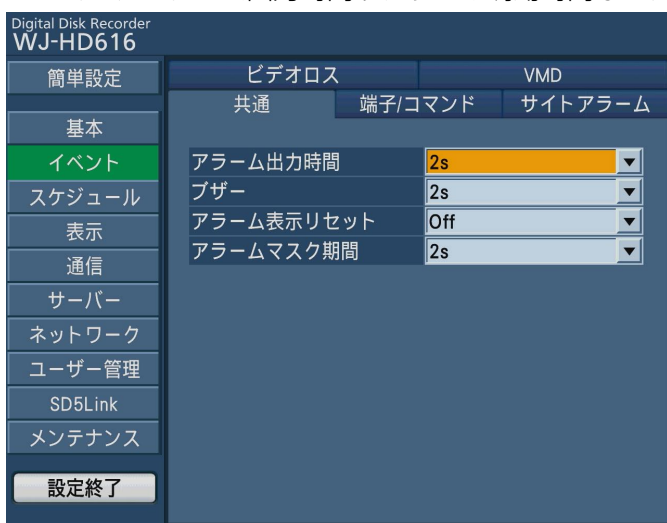 Digital Disk Recorder
WJ-HD616
簡単設定
基本
イベント
スケジュール
表示
通信
サーバー
ネットワーク
ユーザー管理
SD5Link
メンテナンス
設定終了
ビデオロス VMD
共通 端子/コマンド サイトアラーム
アラーム出力時間 2s
ブザー 2s
アラーム表示リセット Off
アラームマスク期間 2s